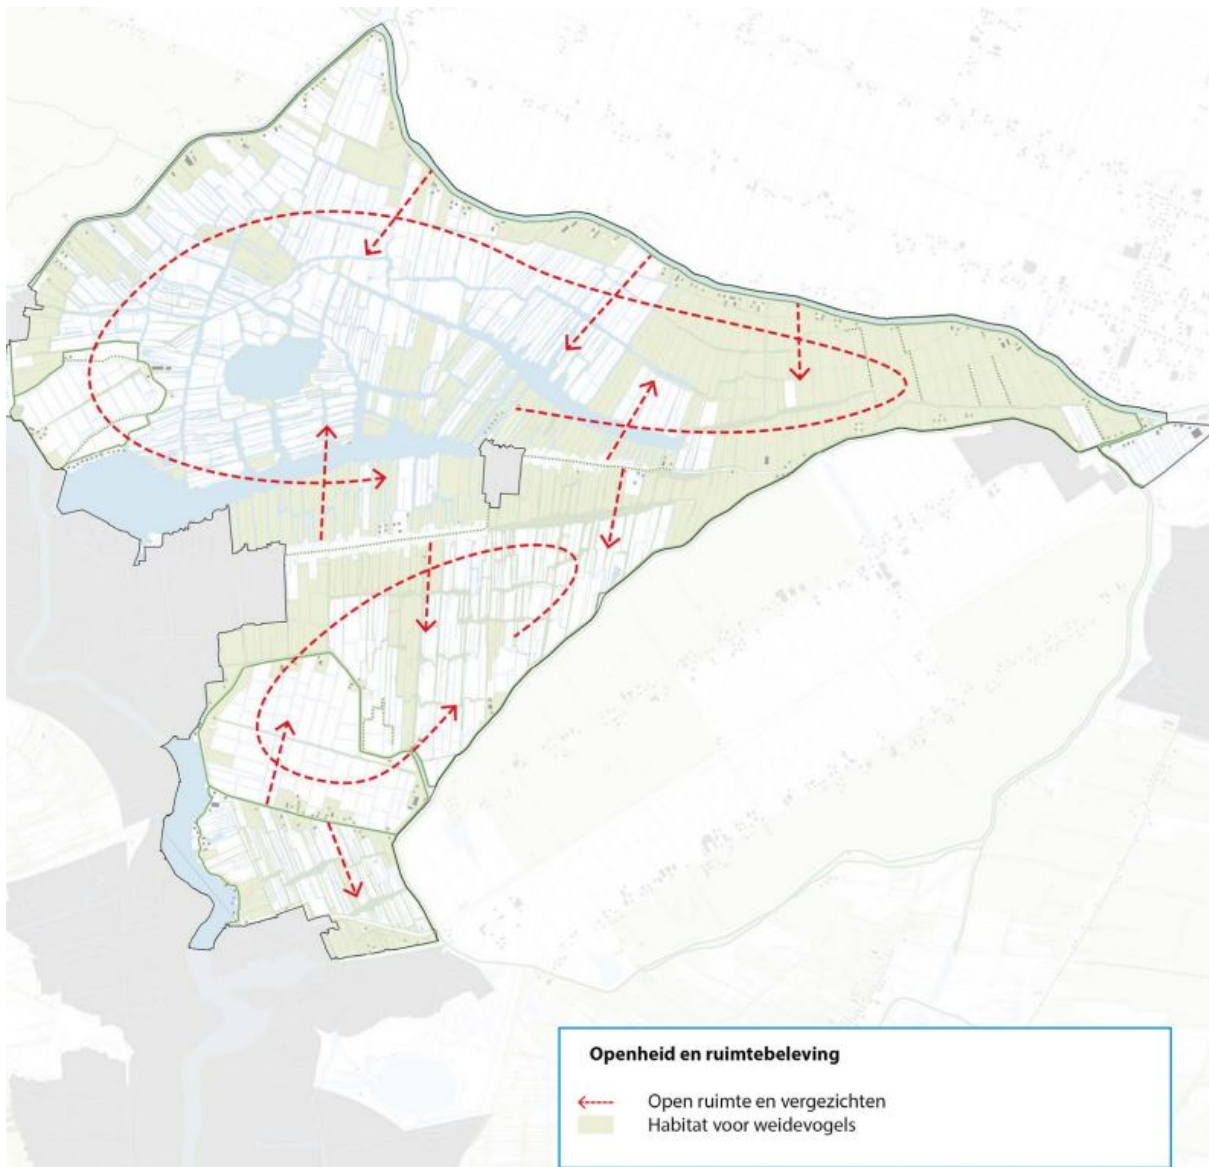 Openheid en ruimtebeleving
Open ruimte en vergezichten
Habitat voor weidevogels